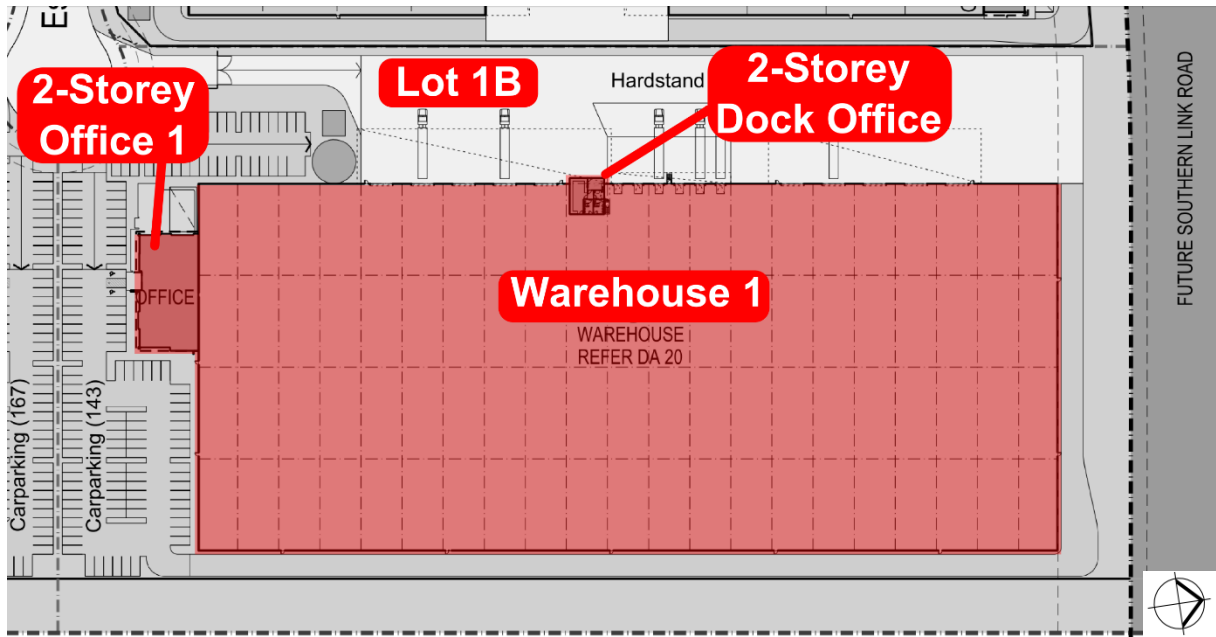 2-Storey
Office 1
Lot 1B
Hardstand
2-Storey
Dock Office
FUTURE SOUTHERN LINK ROAD
OFFICE
Warehouse 1
WAREHOUSE
REFER DA 20
Carparking (167)
Carparking (143)